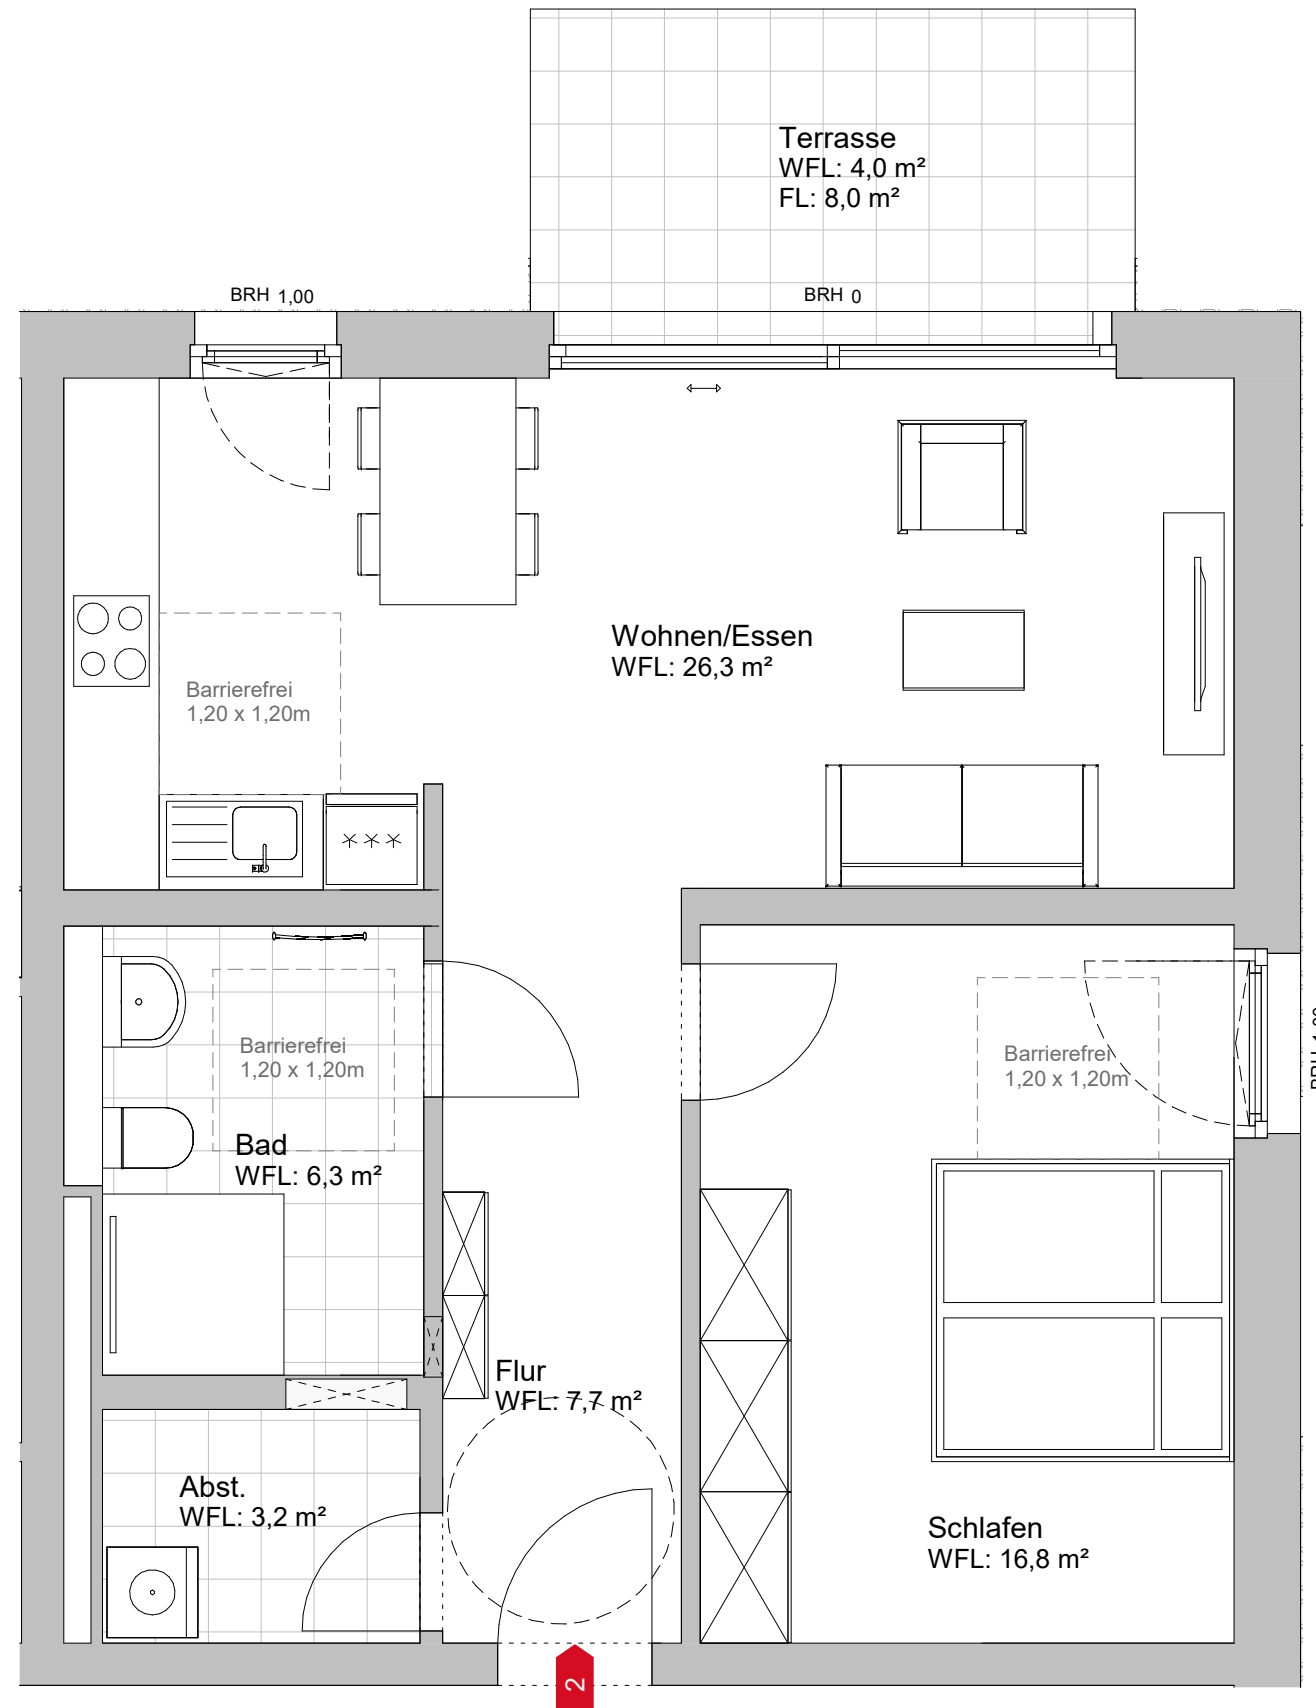 Terrasse
WFL: 4,0 m²
FL: 8,0 m²
BRH 1,00
BRH 0
Wohnen/Essen
WFL: 26,3 m²
Barrierefrei
1,20 x 1,20m
Barrierefrei
1,20 x 1,20m
Barrierefrei
1,20 x 1,20m
Bad
WFL: 6,3 m²
Flur
WFL: 7,7 m²
Abst.
WFL: 3,2 m²
Schlafen
WFL: 16,8 m²
2